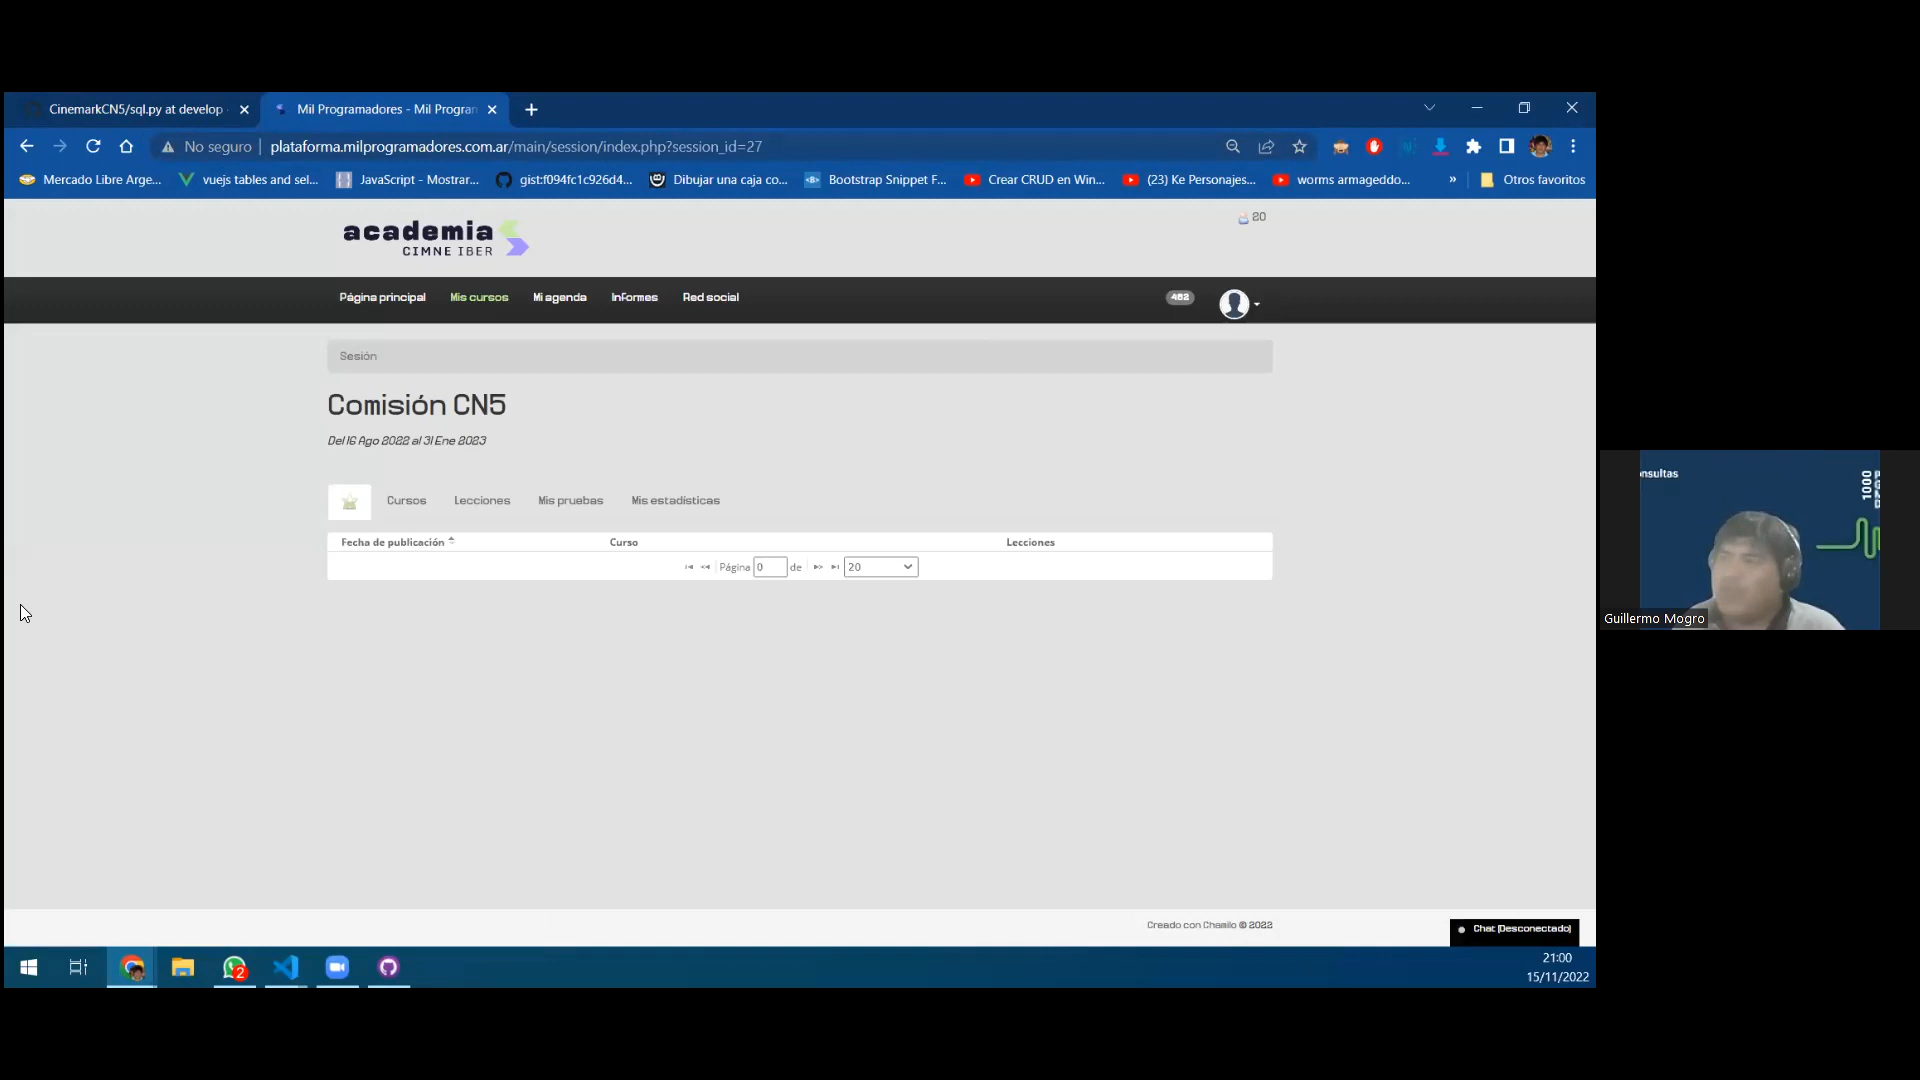 CinemarkCN5/sql.py at develop
Mil Programadores - Mil Progran
No seguro
plataforma.milprogramadores.com.ar/main/session/index.php?session_id=27
Mercado Libre Arge...
vuejs tables and sel...
JavaScript - Mostrar...
gist:f094fc1c926d4...
Dibujar una caja co...
Bootstrap Snippet F...
Crear CRUD en Win...
(23) Ke Personajes...
worms armageddo...
»
Otros favoritos
academia
CIMNE IBER
20
Página principal
Mis cursos
Mi agenda
Informes
Red social
462
Sesión
Comisión CN5
Del 16 Ago 2022 al 31 Ene 2023
Cursos
Lecciones
Mis pruebas
Mis estadísticas
Fecha de publicación
Curso
Lecciones
Página 0 de
20
nsultas
1000
Guillermo Mogro
Creado con Chamilo © 2022
Chat (Desconectado)
2
21:00
15/11/2022